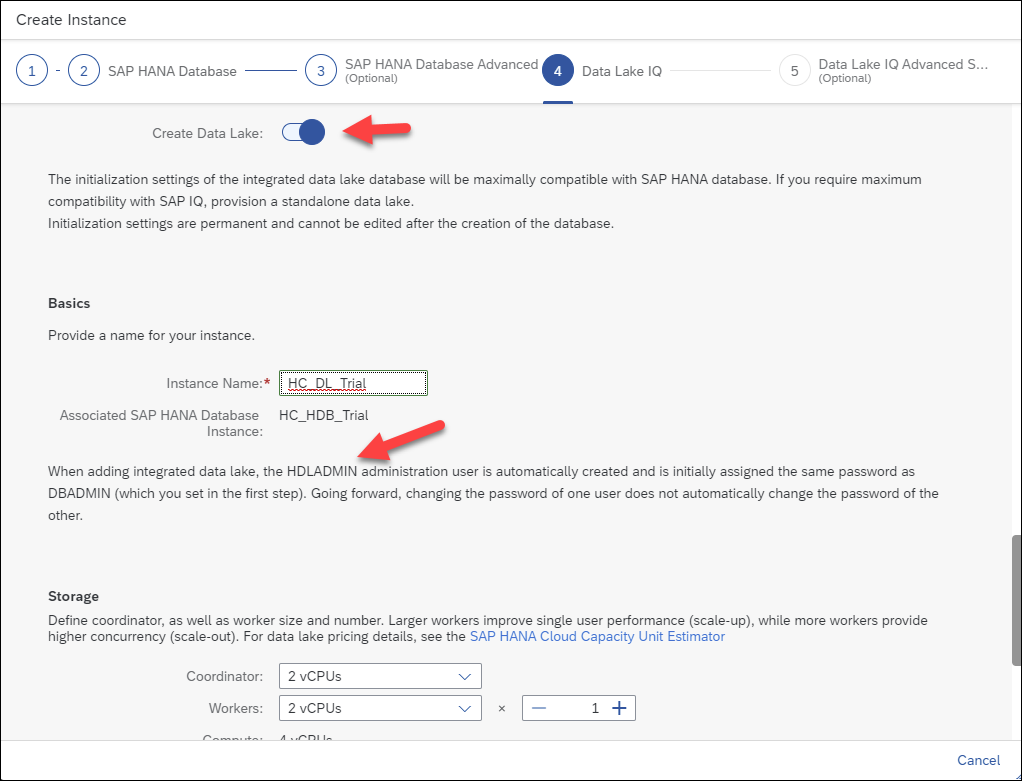 Create Instance
1 - 2 SAP HANA Database 3 SAP HANA Database Advanced 4 Data Lake IQ 5 Data Lake IQ Advanced S...
(Optional) (Optional)
Create Data Lake:
The initialization settings of the integrated data lake database will be maximally compatible with SAP HANA database. If you require maximum
compatibility with SAP IQ, provision a standalone data lake.
Initialization settings are permanent and cannot be edited after the creation of the database.
Basics
Provide a name for your instance.
Instance Name:* HC_DL_Trial
Associated SAP HANA Database HC_HDB_Trial
Instance:
When adding integrated data lake, the HDLADMIN administration user is automatically created and is initially assigned the same password as
DBADMIN (which you set in the first step). Going forward, changing the password of one user does not automatically change the password of the
other.
Storage
Define coordinator, as well as worker size and number. Larger workers improve single user performance (scale-up), while more workers provide
higher concurrency (scale-out). For data lake pricing details, see the SAP HANA Cloud Capacity Unit Estimator
Coordinator: 2 vCPUs
Workers: 2 vCPUs × — 1 +
Compute: 4 vCPUs
Cancel